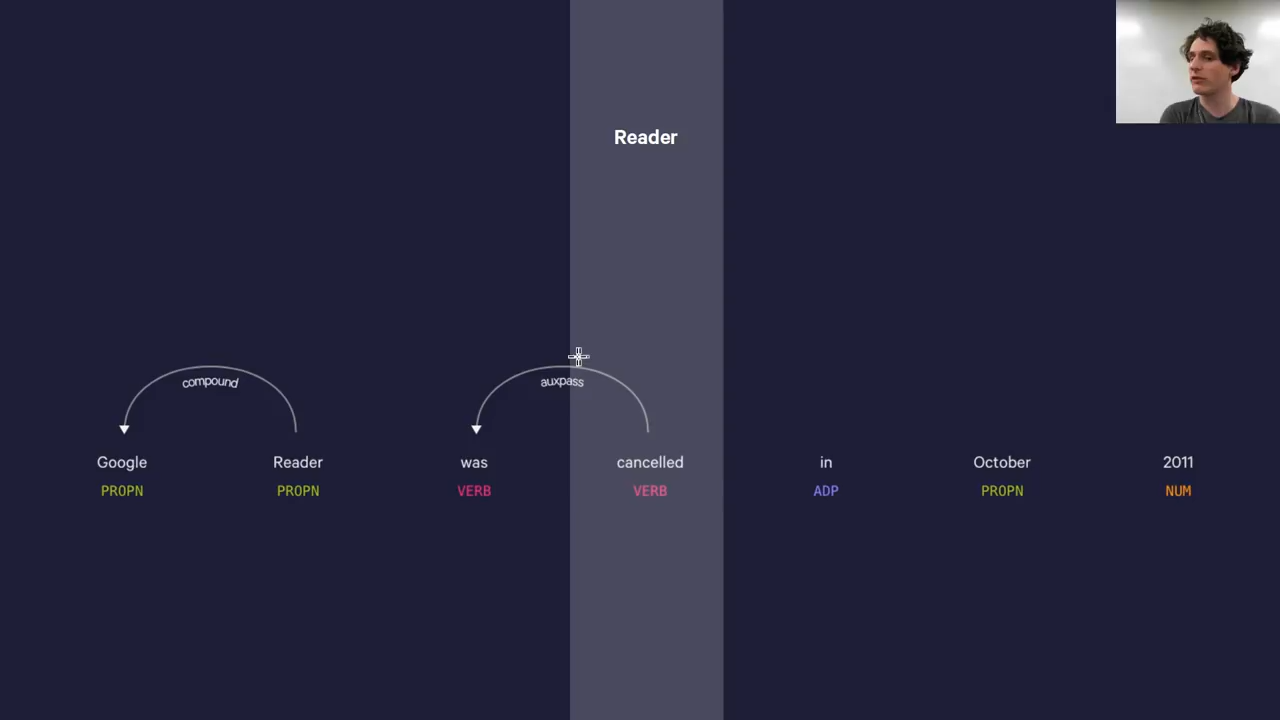 Reader
compound auxpass
Google Reader was cancelled in October 2011
PROPN PROPN VERB VERB ADP PROPN NUM